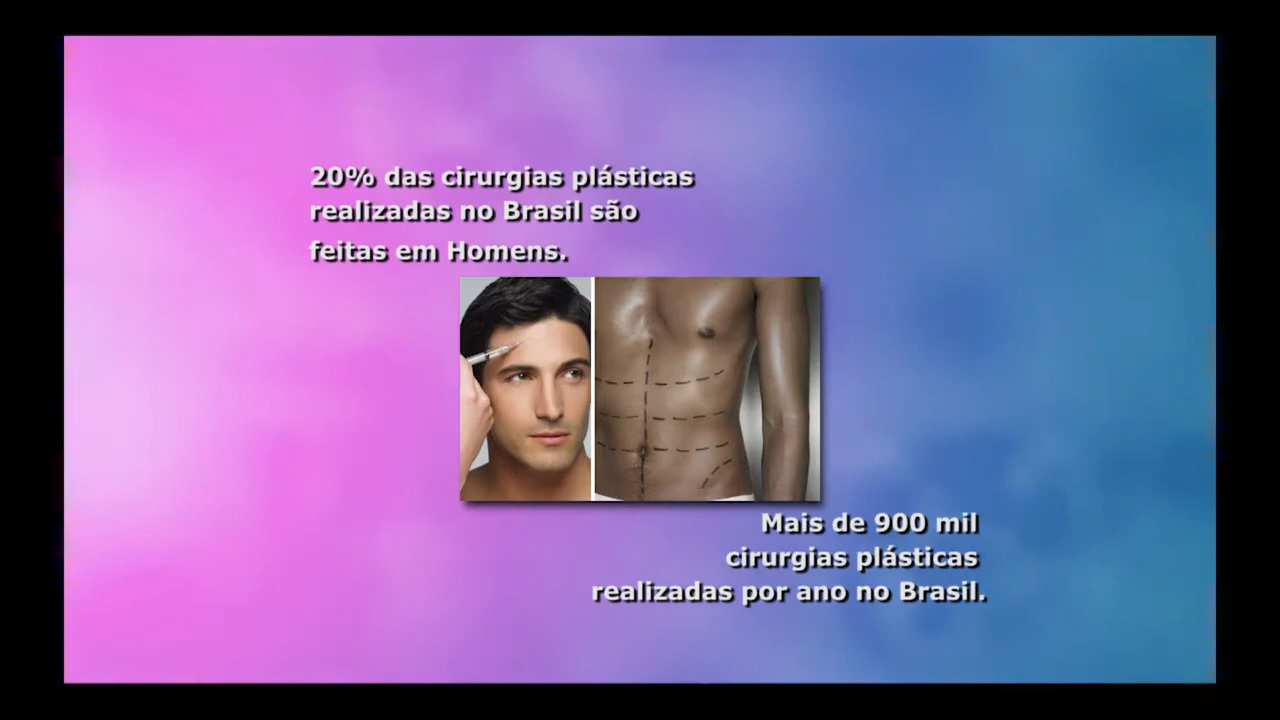 20% das cirurgias plásticas
realizadas no Brasil são
feitas em Homens.
Mais de 900 mil
cirurgias plásticas
realizadas por ano no Brasil.